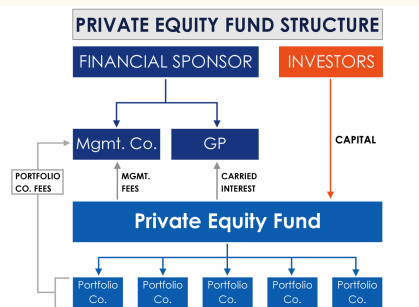 PRIVATE EQUITY FUND STRUCTURE
FINANCIAL SPONSOR
INVESTORS
Mgmt. Co.
GP
CAPITAL
PORTFOLIO
CO. FEES
MGMT.
FEES
CARRIED
INTEREST
Private Equity Fund
Portfolio
Co.
Portfolio
Co.
Portfolio
Co.
Portfolio
Co.
Portfolio
Co.